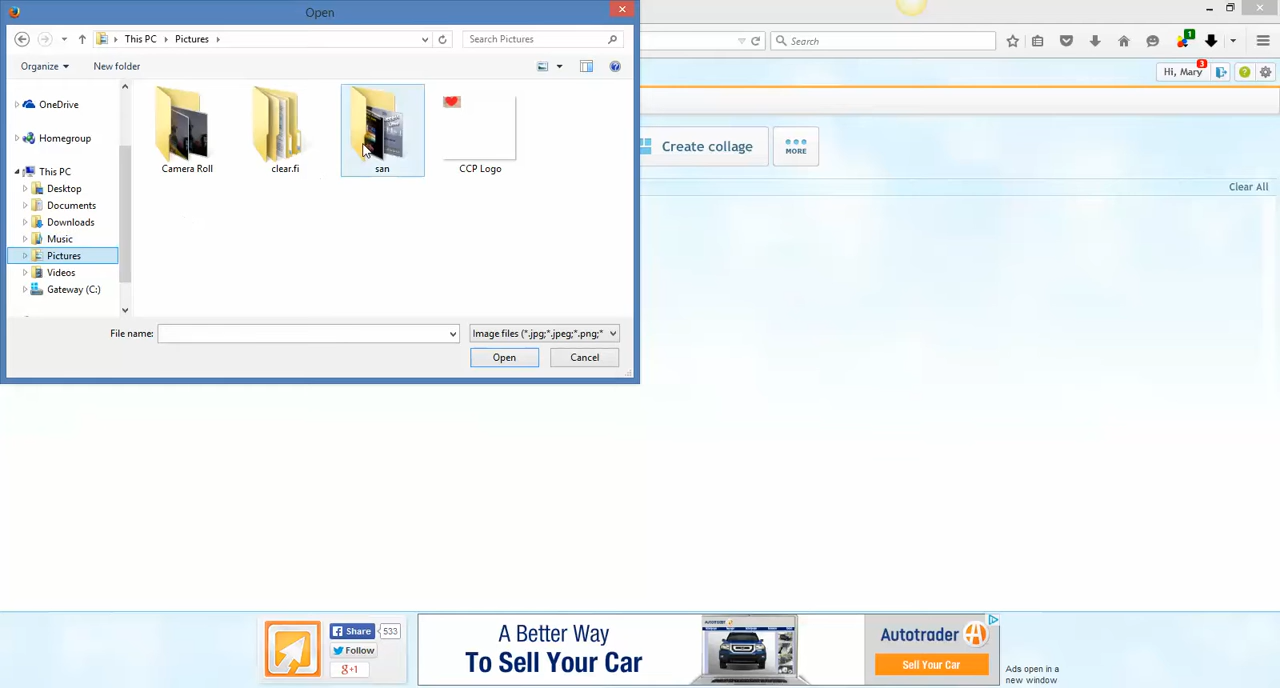 Open
This PC
Pictures
Search Pictures
Organize
New folder
OneDrive
Homegroup
This PC
Desktop
Documents
Downloads
Music
Pictures
Videos
Gateway (C:)
Camera Roll
clear.fi
san
CCP Logo
File name:
Image files (*.jpg;*.jpeg;*.png;*
Open
Cancel
Search
1
Hi, Mary
3
Create collage
MORE
Clear All
Share
533
Follow
+1
A Better Way
To Sell Your Car
Autotrader
Sell Your Car
Ads open in a
new window